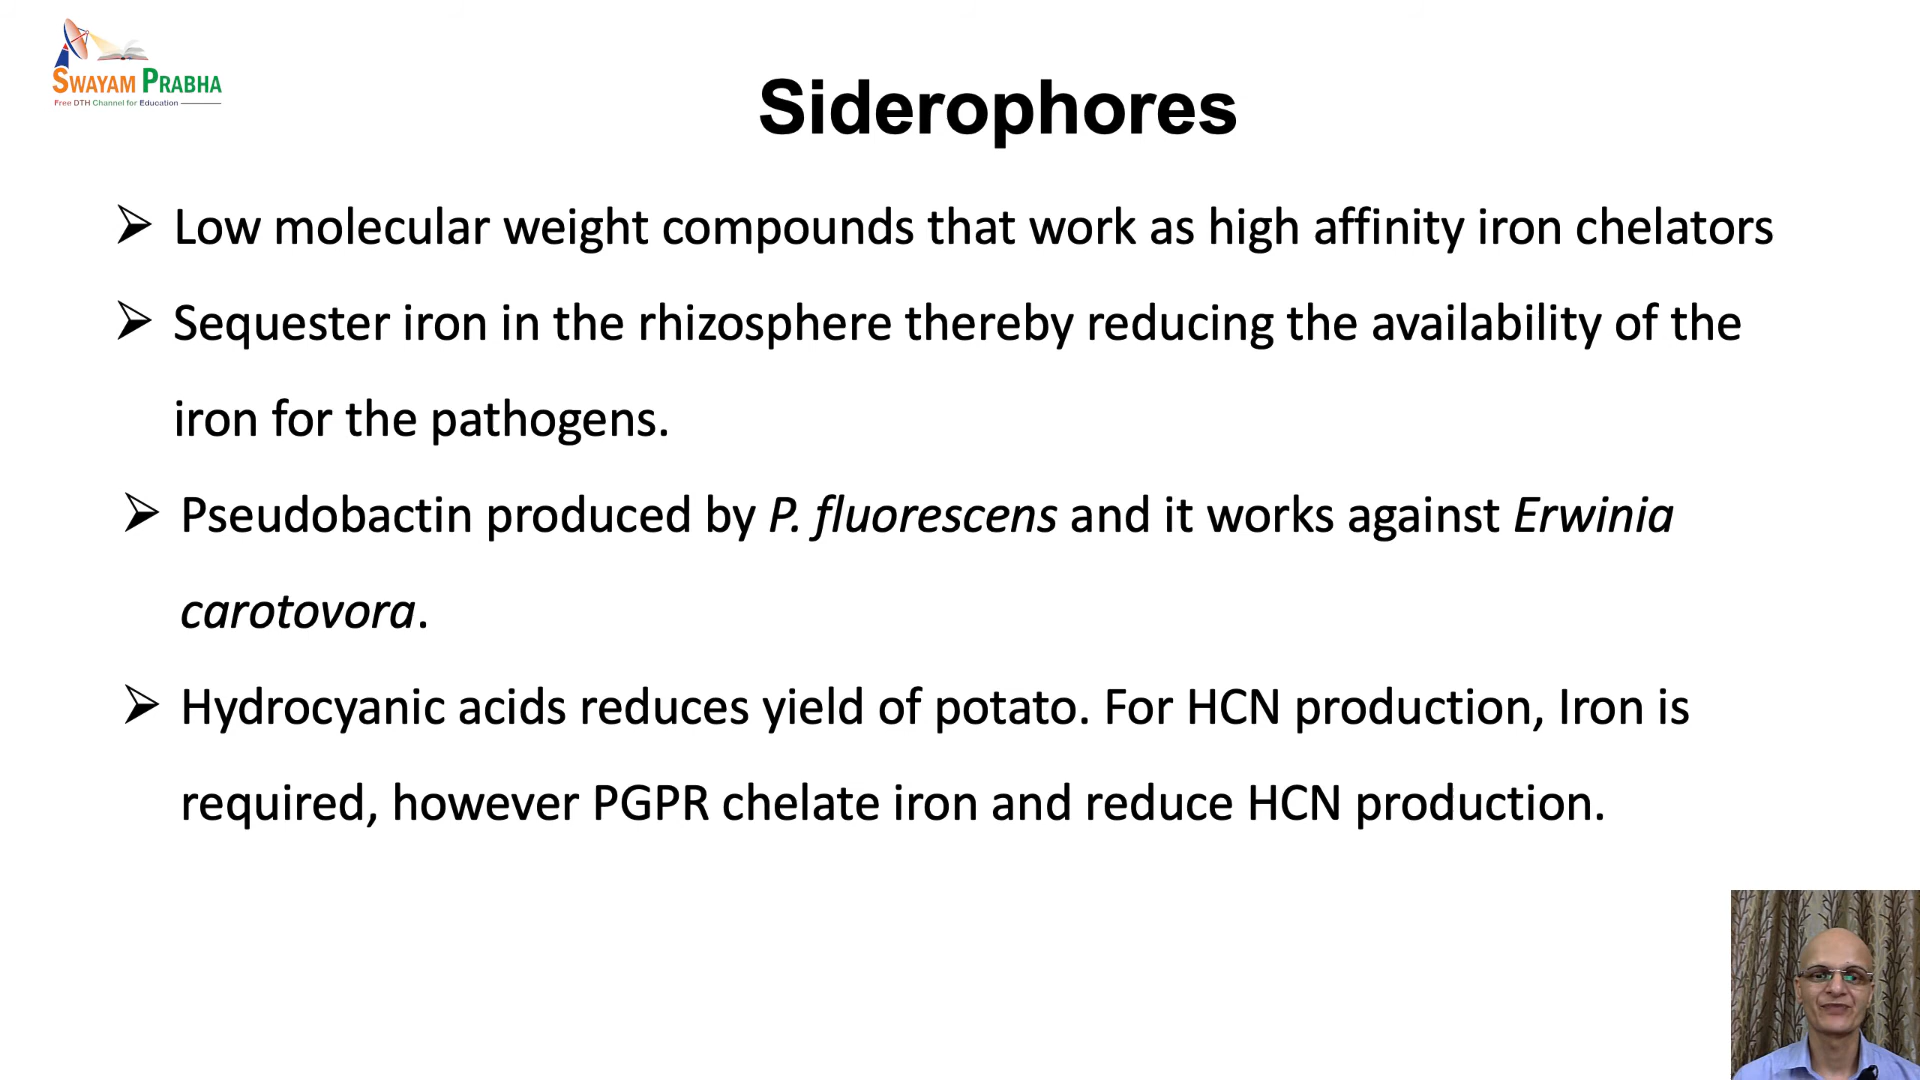 SWAYAM PRABHA
Free DTH Channel for Education
Siderophores
Low molecular weight compounds that work as high affinity iron chelators
Sequester iron in the rhizosphere thereby reducing the availability of the
iron for the pathogens.
Pseudobactin produced by P. fluorescens and it works against Erwinia
carotovora.
Hydrocyanic acids reduces yield of potato. For HCN production, Iron is
required, however PGPR chelate iron and reduce HCN production.